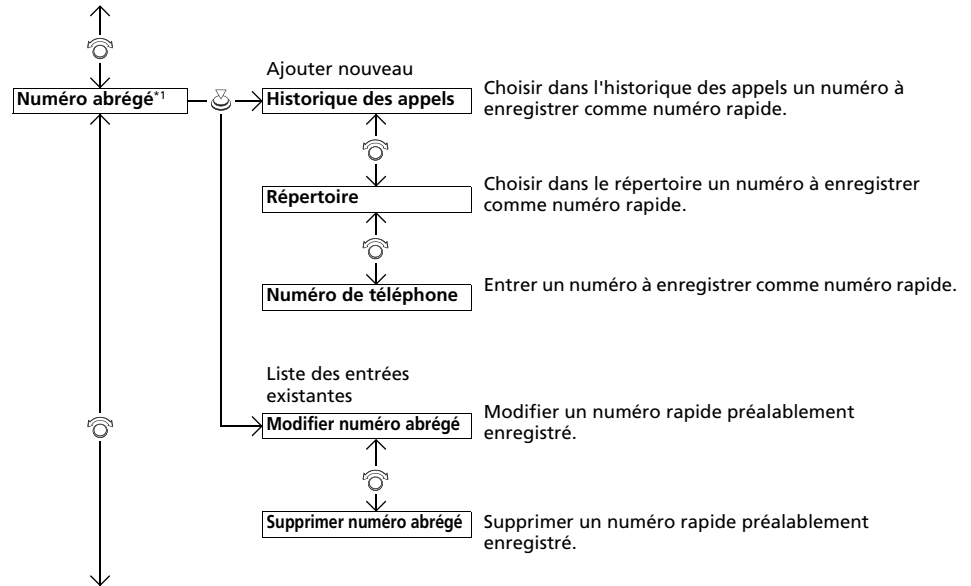 Ajouter nouveau
Numéro abrégé*1
Historique des appels
Choisir dans l'historique des appels un numéro à
enregistrer comme numéro rapide.
Répertoire
Choisir dans le répertoire un numéro à enregistrer
comme numéro rapide.
Numéro de téléphone
Entrer un numéro à enregistrer comme numéro rapide.
Liste des entrées
existantes
Modifier numéro abrégé
Modifier un numéro rapide préalablement
enregistré.
Supprimer numéro abrégé
Supprimer un numéro rapide préalablement
enregistré.